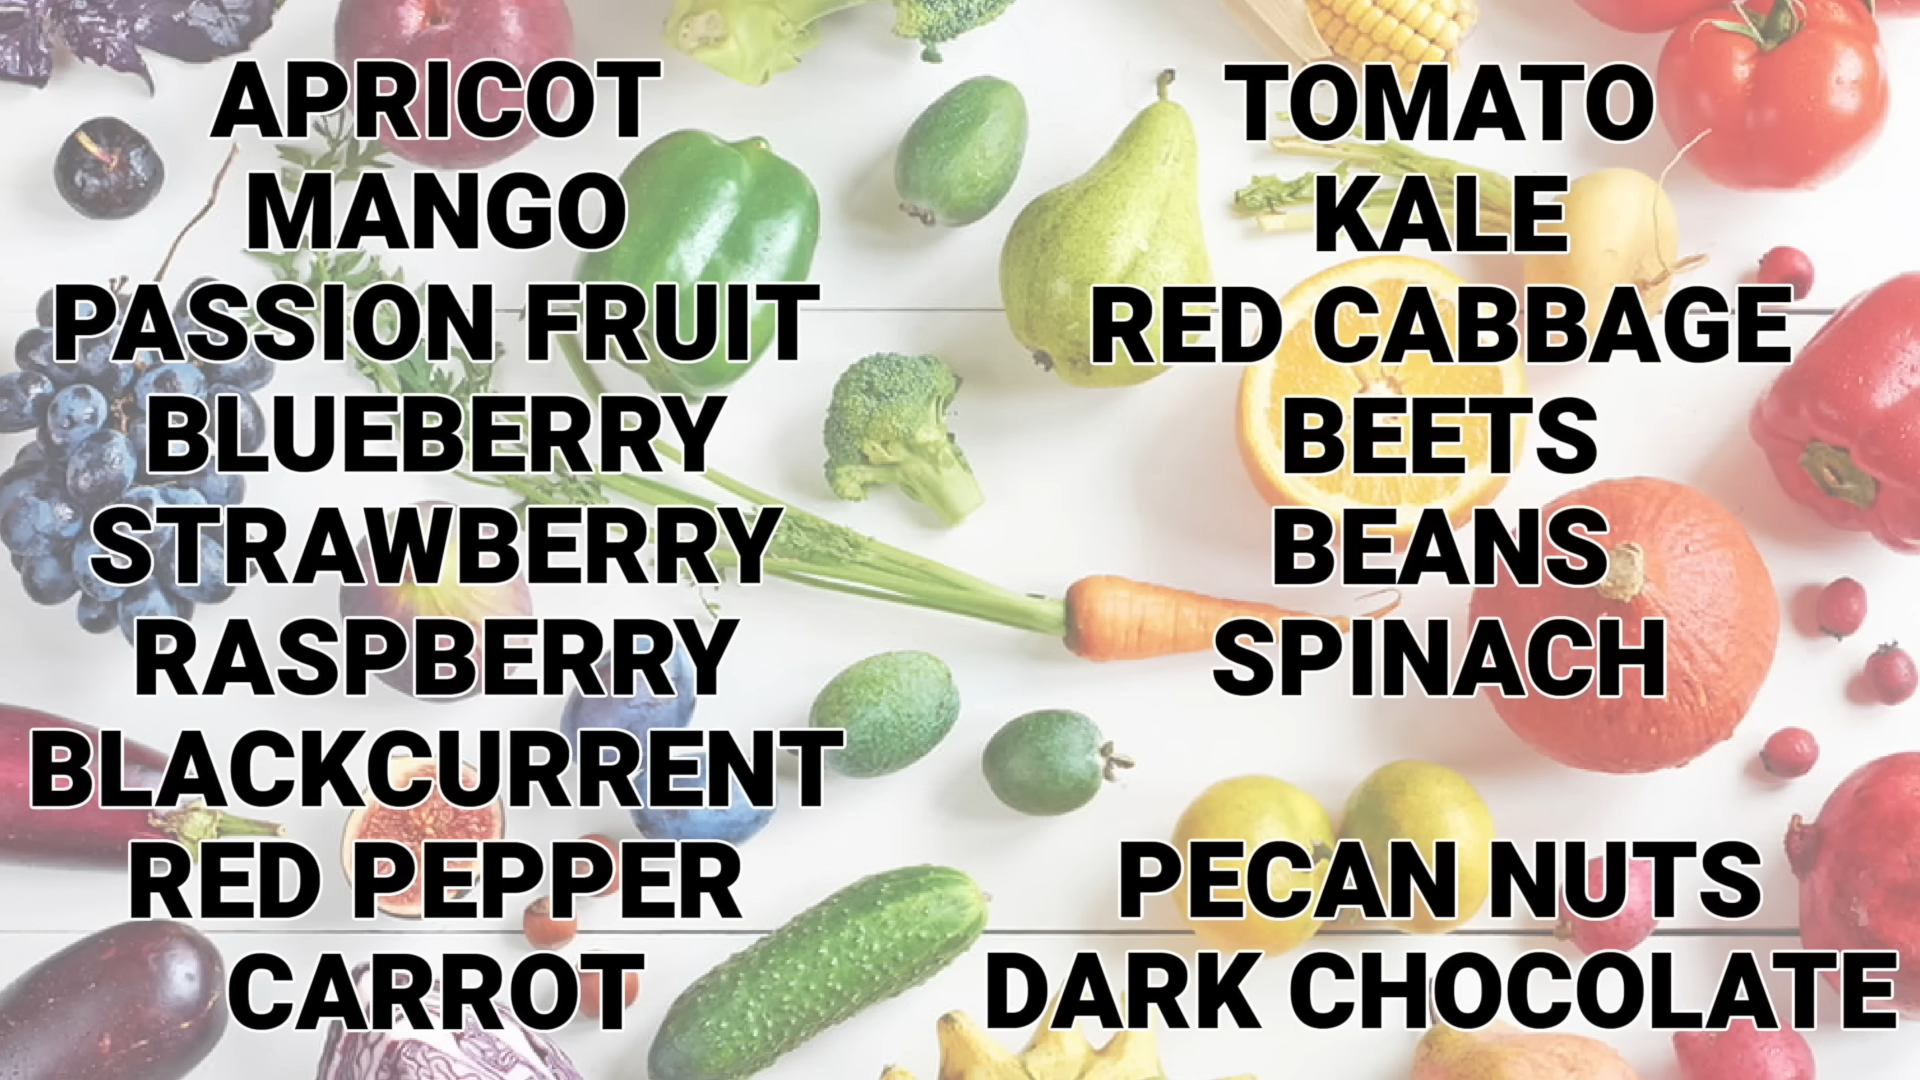 APRICOT
MANGO
PASSION FRUIT
BLUEBERRY
STRAWBERRY
RASPBERRY
BLACKCURRENT
RED PEPPER
CARROT
TOMATO
KALE
RED CABBAGE
BEETS
BEANS
SPINACH
PECAN NUTS
DARK CHOCOLATE